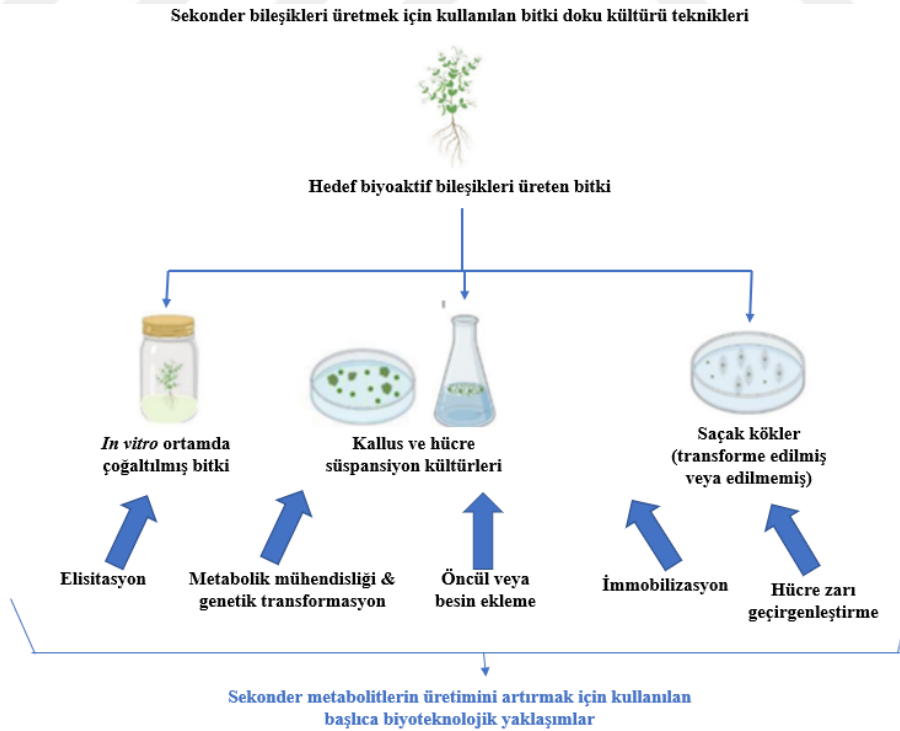 Sekonder bileşikleri üretmek için kullanılan bitki doku kültürü teknikleri
Hedef biyoaktif bileşikleri üreten bitki
In vitro ortamda
çoğaltılmış bitki
Kallus ve hücre
süspansiyon kültürleri
Saçak kökler
(transforme edilmiş
veya edilmemiş)
Elisitasyon
Metabolik mühendisliği &
genetik transformasyon
Öncül veya
besin ekleme
İmmobilizasyon
Hücre zarı
geçirgenleştirme
Sekonder metabolitlerin üretimini artırmak için kullanılan
başlıca biyoteknolojik yaklaşımlar